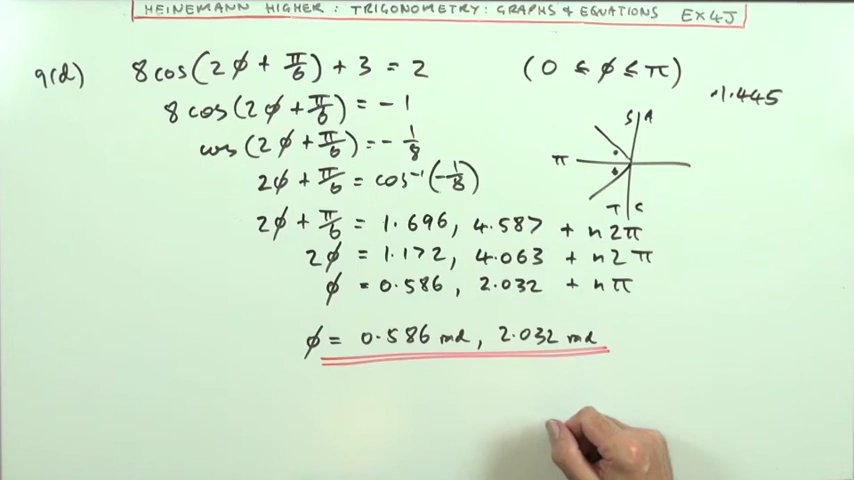 HEINEMANN HIGHER : TRIGONOMETRY: GRAPHS & EQUATIONS EX4J
9(d) 8cos(2φ + π/6) + 3 = 2 (0 ≤ φ ≤ π)
8cos(2φ + π/6) = -1
·1.445
cos(2φ + π/6) = -1/8
S A
π
T C
2φ + π/6 = cos⁻¹(-1/8)
2φ + π/6 = 1.696, 4.587 + n2π
2φ = 1.172, 4.063 + n2π
φ = 0.586, 2.032 + nπ
φ = 0.586 rad, 2.032 rad